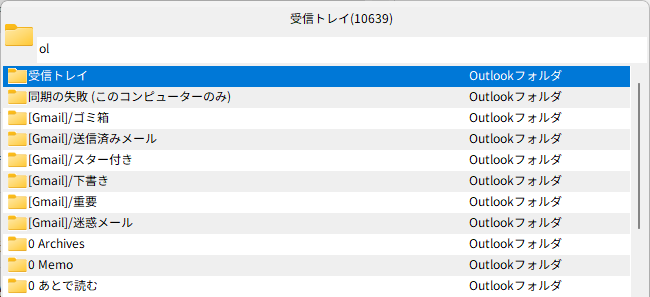 受信トレイ(10639)
ol
受信トレイ Outlookフォルダ
同期の失敗 (このコンピューターのみ) Outlookフォルダ
[Gmail]/ゴミ箱 Outlookフォルダ
[Gmail]/送信済みメール Outlookフォルダ
[Gmail]/スター付き Outlookフォルダ
[Gmail]/下書き Outlookフォルダ
[Gmail]/重要 Outlookフォルダ
[Gmail]/迷惑メール Outlookフォルダ
0 Archives Outlookフォルダ
0 Memo Outlookフォルダ
0 あとで読む Outlookフォルダ